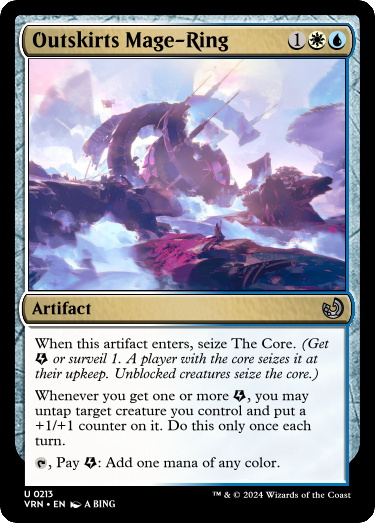 Outskirts Mage-Ring 1
Artifact
When this artifact enters, seize The Core. (Get
or surveil 1. A player with the core seizes it at
their upkeep. Unblocked creatures seize the core.)
Whenever you get one or more , you may
untap target creature you control and put a
+1/+1 counter on it. Do this only once each
turn.
, Pay : Add one mana of any color.
U 0213
VRN • EN A BING
™ & © 2024 Wizards of the Coast